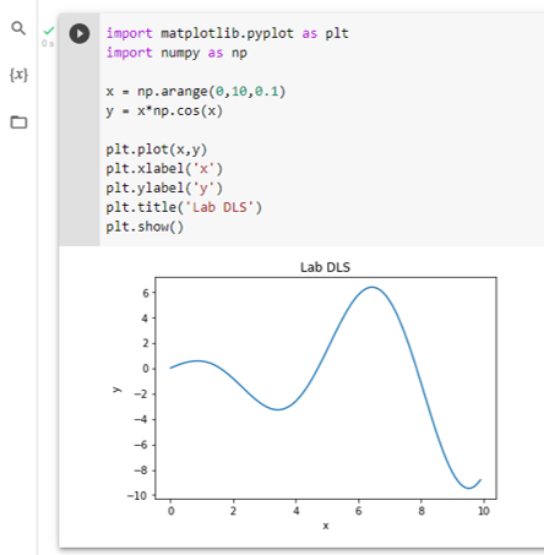 import matplotlib.pyplot as plt
0 s
import numpy as np
{x}
x = np.arange(0,10,0.1)
y = x*np.cos(x)
plt.plot(x,y)
plt.xlabel('x')
plt.ylabel('y')
plt.title('Lab DLS')
plt.show()
Lab DLS
6
4
2
0
−2
−4
−6
−8
−10
y
0 2 4 6 8 10
x